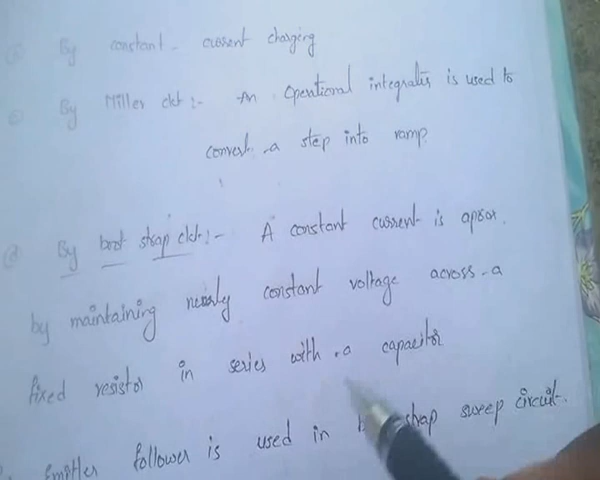 By constant - current charging
By Miller ckt :- An Operational integrator is used to
convert a step into ramp.
By boot strap ckt :- A constant current is aprox.
by maintaining nearly constant voltage across a
fixed resistor in series with a capacitor
Emitter follower is used in strap sweep circuit.